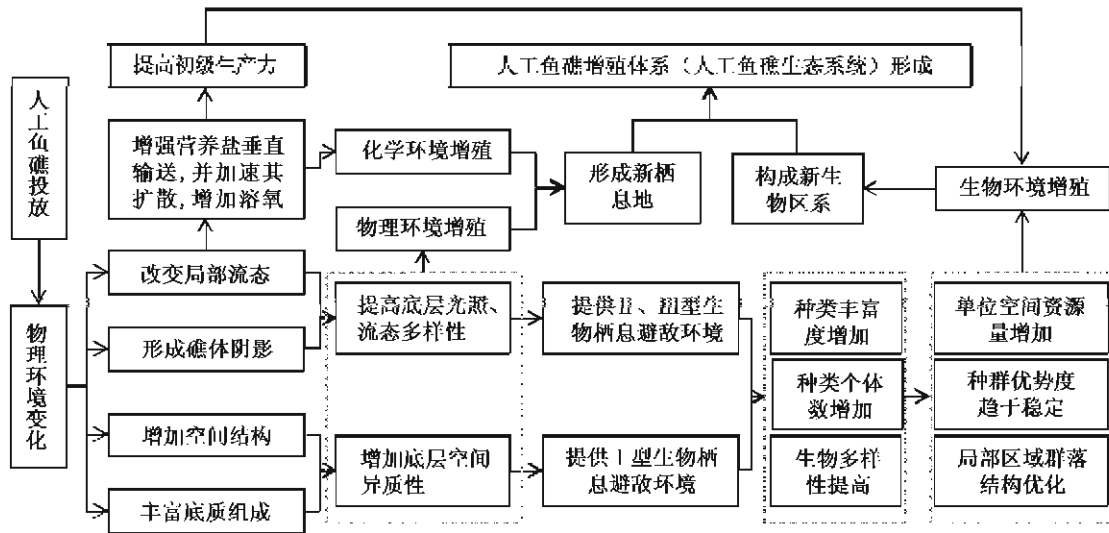 提高初级生产力
人工鱼礁增殖体系（人工鱼礁生态系统）形成
人工鱼礁投放
增强营养盐垂直
输送,并加速其
扩散,增加溶氧
化学环境增殖
形成新栖
息地
构成新生
物区系
生物环境增殖
物理环境增殖
改变局部流态
提高底层光照、
流态多样性
提供Ⅱ、Ⅲ型生
物栖息避敌环境
种类丰富
度增加
单位空间资源
量增加
物理环境变化
形成礁体阴影
种类个体
数增加
种群优势度
趋于稳定
增加空间结构
增加底层空间
异质性
提供Ⅰ型生物栖
息避敌环境
生物多样
性提高
局部区域群落
结构优化
丰富底质组成